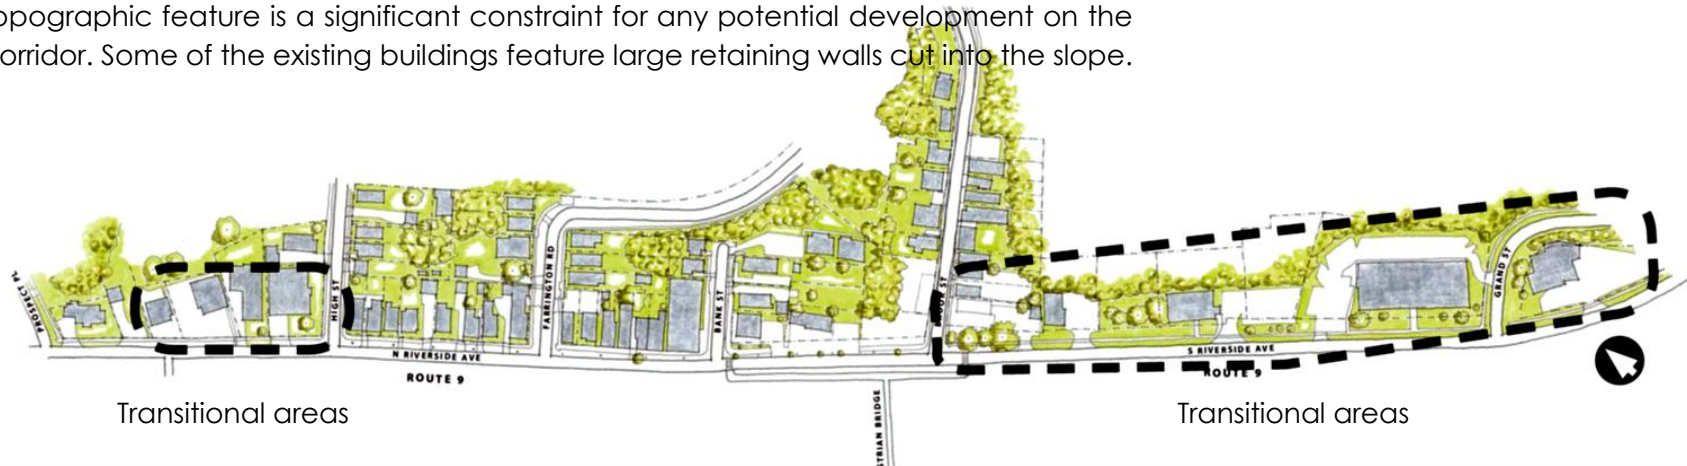 opographic feature is a significant constraint for any potential development on the
orridor. Some of the existing buildings feature large retaining walls cut into the slope.
PROSPECT PL
HIGH ST
FARRINGTON RD
BANK ST
GRAND ST
N RIVERSIDE AVE
S RIVERSIDE AVE
ROUTE 9
ROUTE 9
STRIAN BRIDGE
Transitional areas
Transitional areas